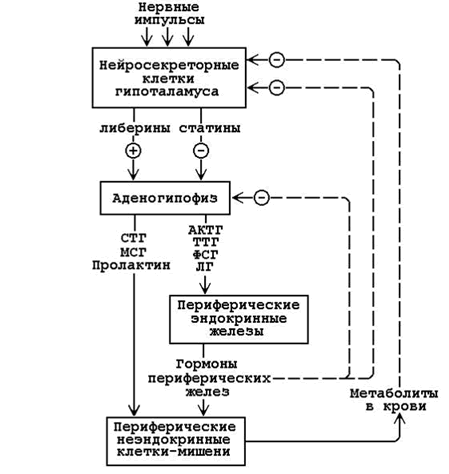 Нервные
импульсы
Нейросекреторные
клетки
гипоталамуса
либерины статины
+ −
Аденогипофиз
СТГ
МСГ
Пролактин
АКТГ
ТТГ
ФСГ
ЛГ
Периферические
эндокринные
железы
Гормоны
периферических
желез
Метаболиты
в крови
Периферические
неэндокринные
клетки-мишени
−
−
−